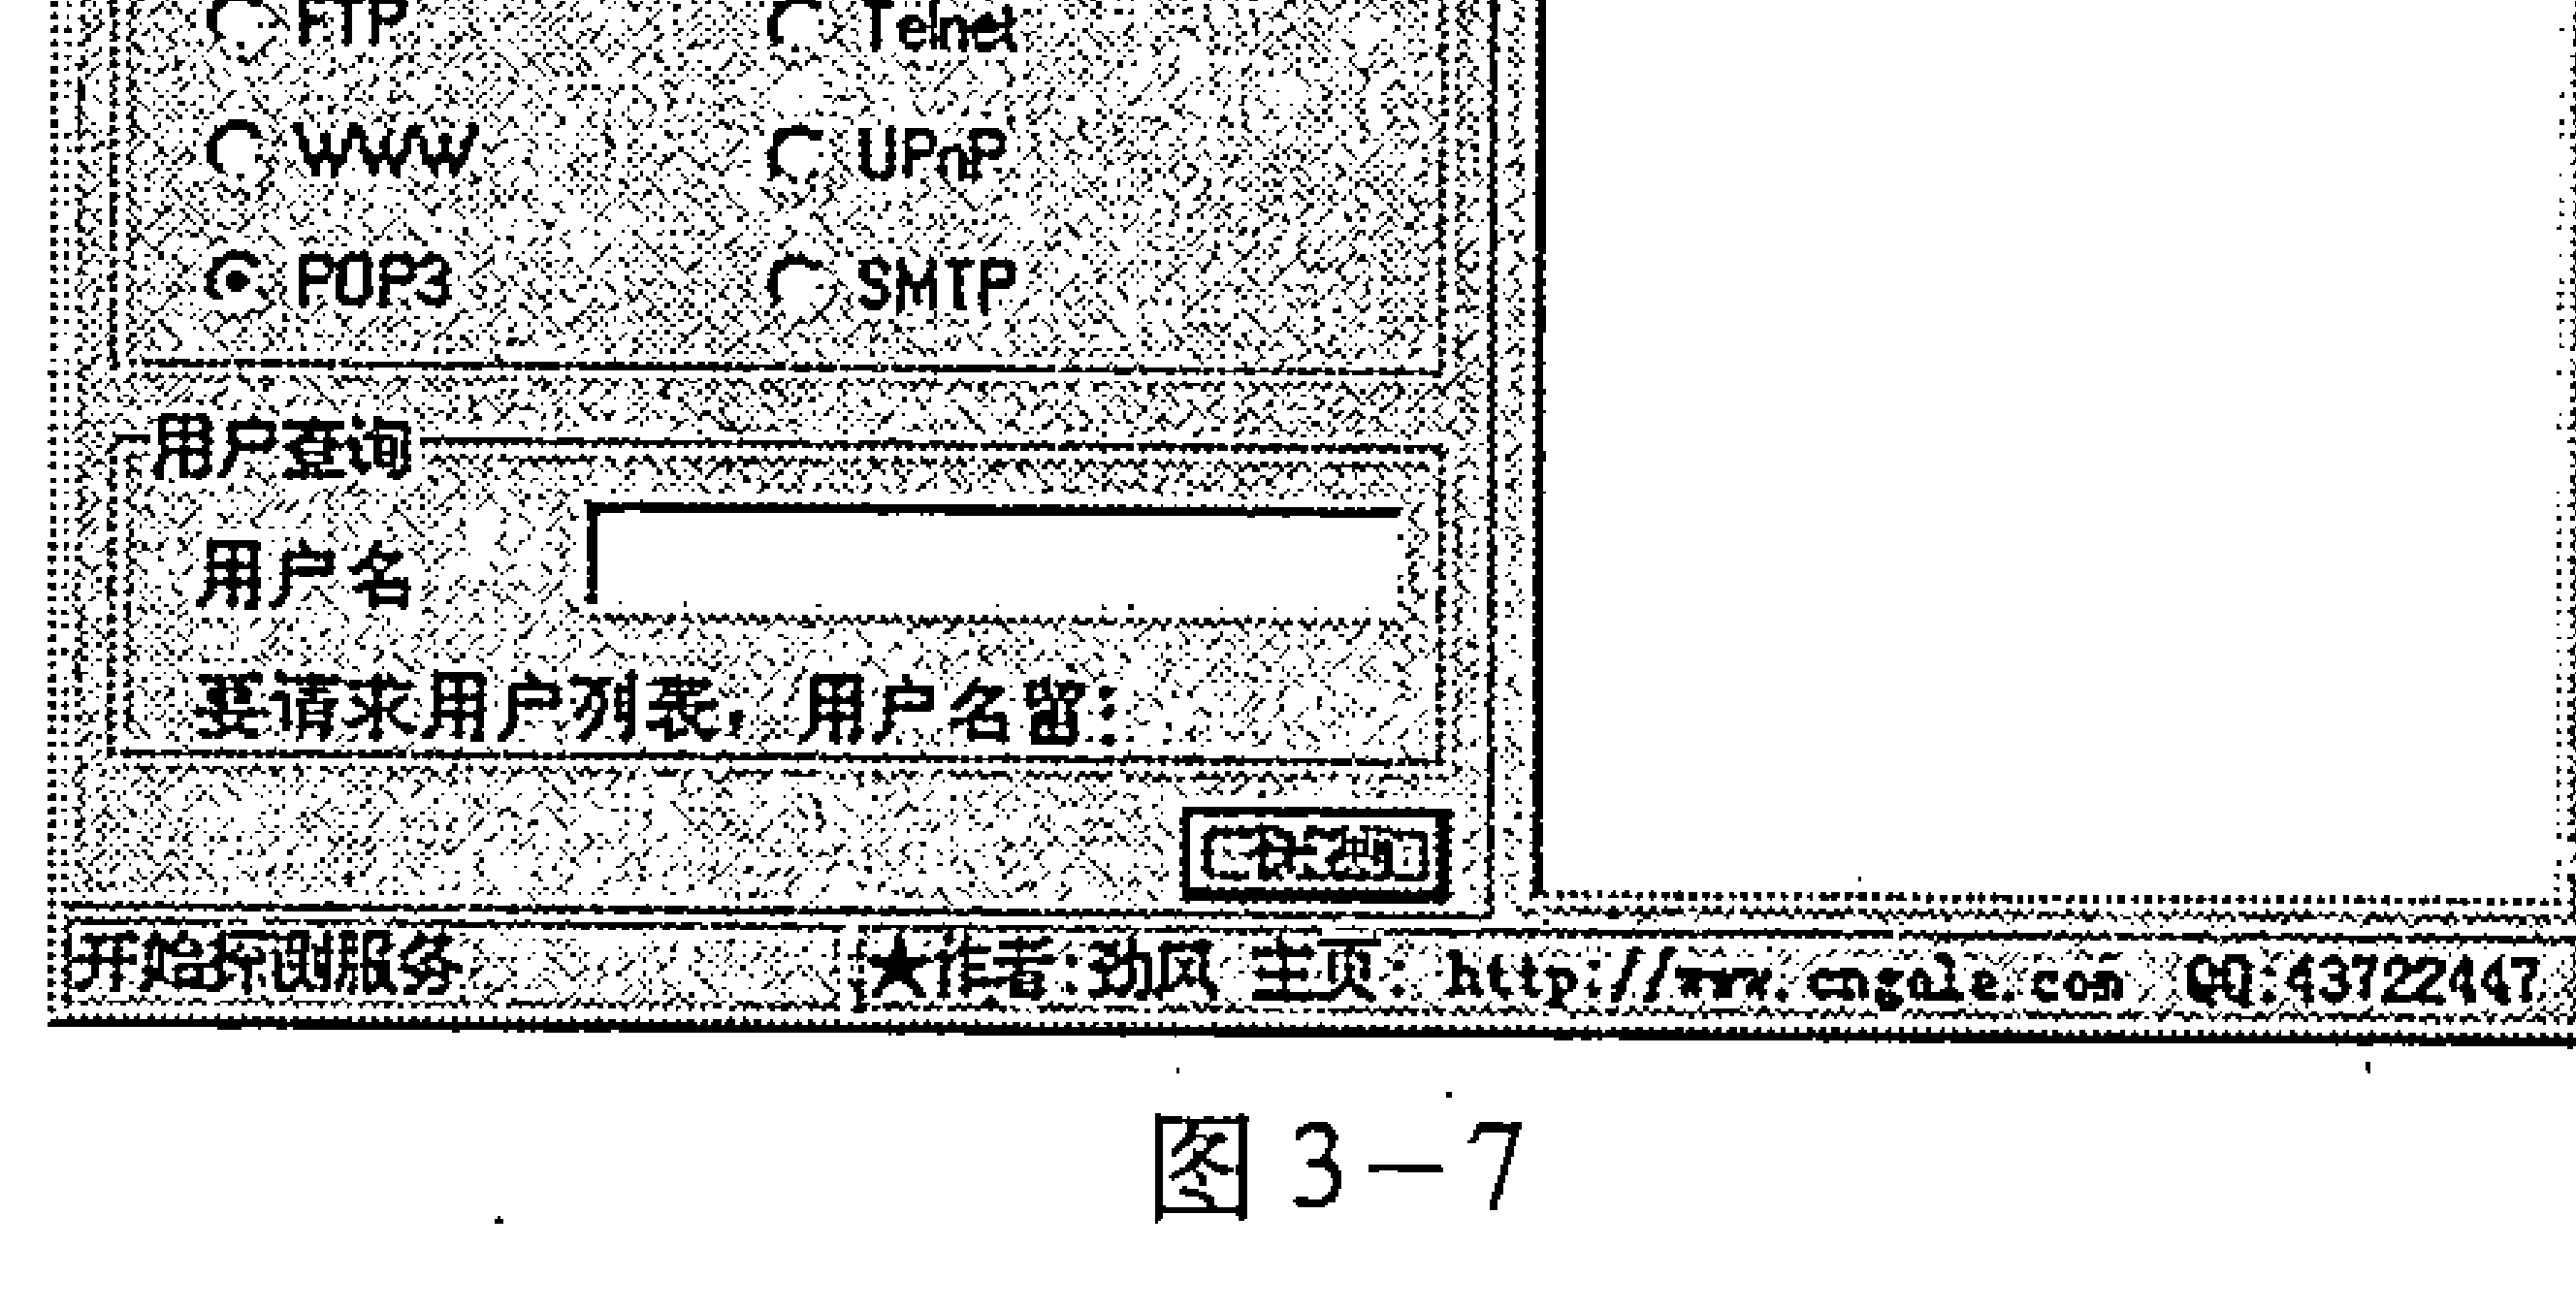 FTP Telnet
WWW UPnP
POP3 SMTP
用户查询
用户名
要请求用户列表，用户名留:
开始探测服务 ★作者:劲风 主页: http://www.cngale.com QQ:43722447
图 3-7